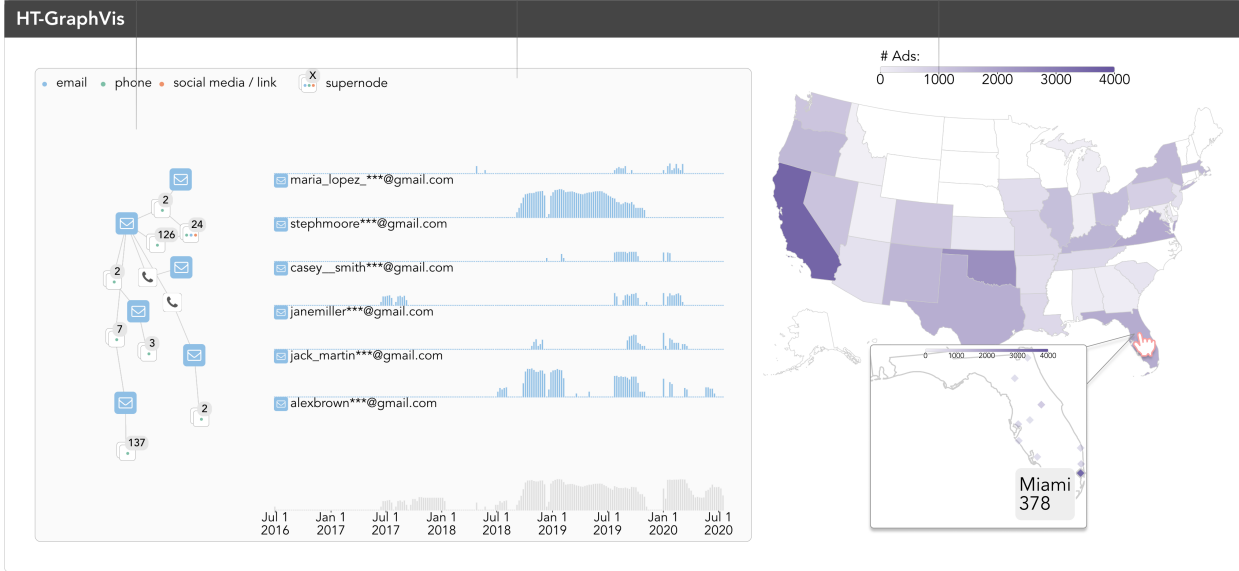 HT-GraphVis
email
phone
social media / link
X
supernode
2
24
126
2
7
3
2
137
maria_lopez_***@gmail.com
stephmoore***@gmail.com
casey__smith***@gmail.com
janemiller***@gmail.com
jack_martin***@gmail.com
alexbrown***@gmail.com
Jul 1 Jan 1 Jul 1 Jan 1 Jul 1 Jan 1 Jul 1 Jan 1 Jul 1
2016 2017 2017 2018 2018 2019 2019 2020 2020
# Ads:
0 1000 2000 3000 4000
0 1000 2000 3000 4000
Miami
378